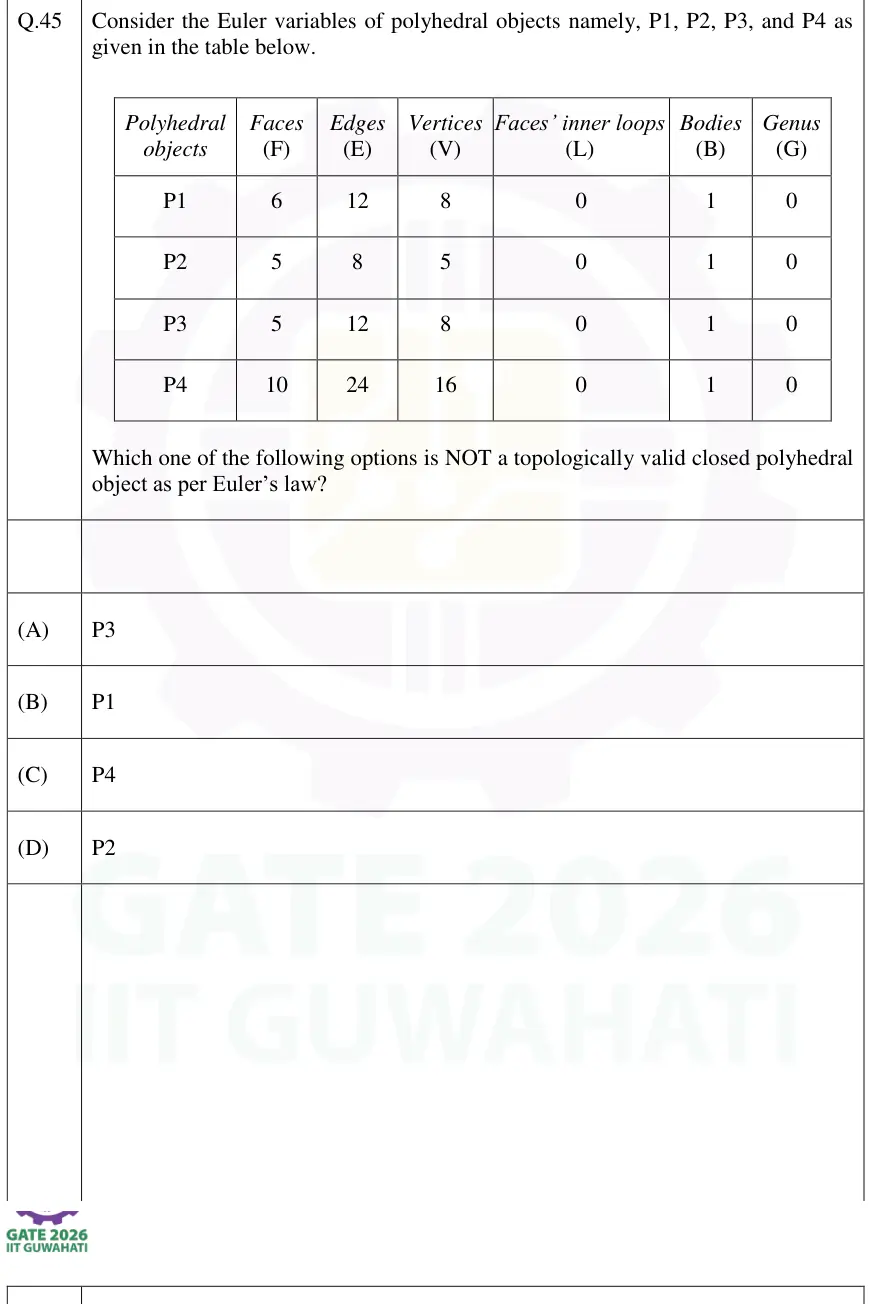 Q.45 Consider the Euler variables of polyhedral objects namely, P1, P2, P3, and P4 as
given in the table below.
Polyhedral objects Faces (F) Edges (E) Vertices (V) Faces’ inner loops (L) Bodies (B) Genus (G)
P1 6 12 8 0 1 0
P2 5 8 5 0 1 0
P3 5 12 8 0 1 0
P4 10 24 16 0 1 0
Which one of the following options is NOT a topologically valid closed polyhedral
object as per Euler’s law?
(A) P3
(B) P1
(C) P4
(D) P2
GATE 2026
IIT GUWAHATI
GATE 2026
IIT GUWAHATI